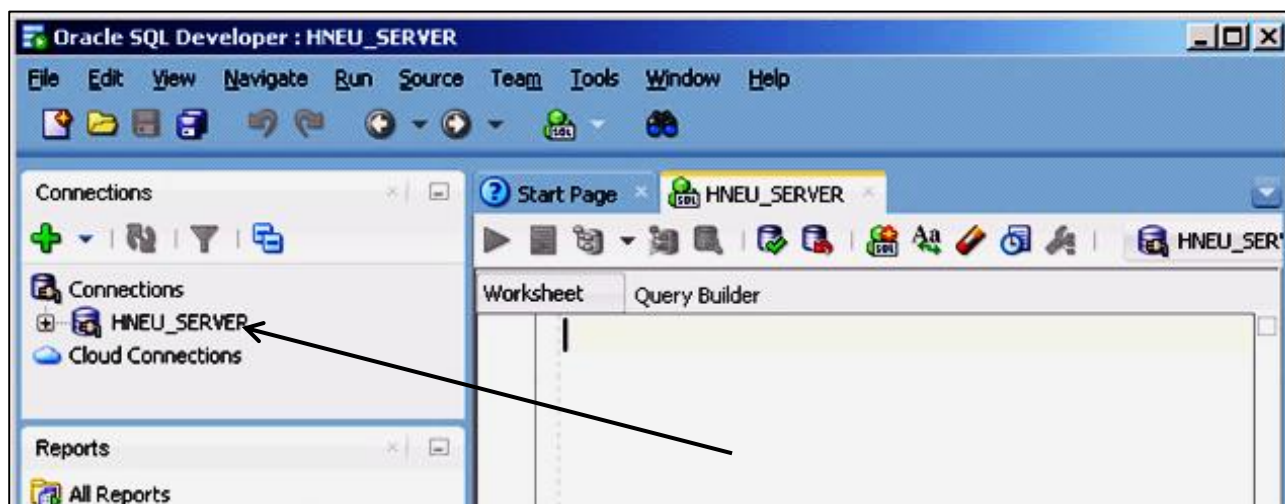 Oracle SQL Developer : HNEU_SERVER
File Edit View Navigate Run Source Team Tools Window Help
Connections
Start Page
HNEU_SERVER
HNEU_SER
Connections
HNEU_SERVER
Cloud Connections
Worksheet
Query Builder
Reports
All Reports